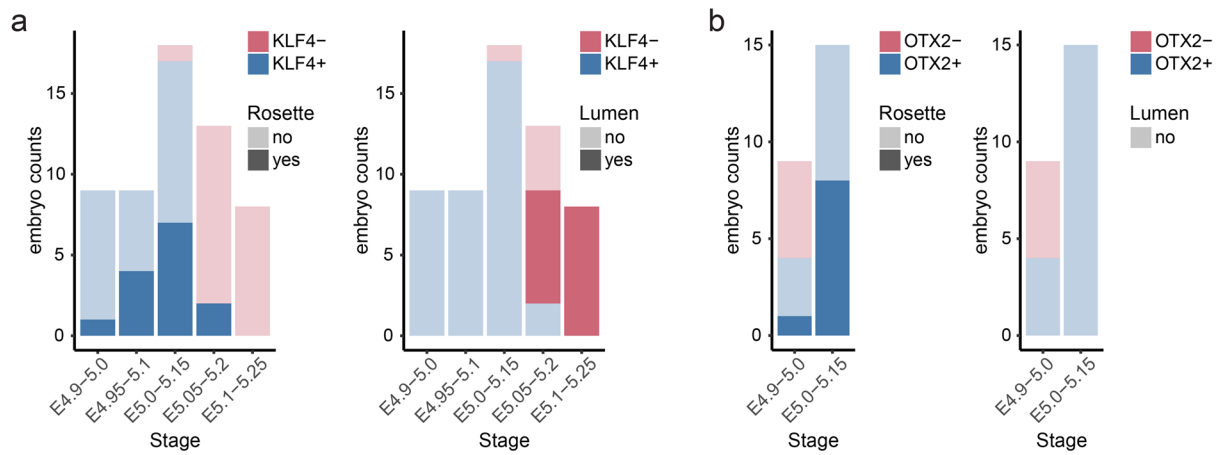 a
KLF4−
KLF4+
Rosette
no
yes
embryo counts
15
10
5
0
E4.9−5.0
E4.95−5.1
E5.0−5.15
E5.05−5.2
E5.1−5.25
Stage
KLF4−
KLF4+
Lumen
no
yes
embryo counts
15
10
5
0
E4.9−5.0
E4.95−5.1
E5.0−5.15
E5.05−5.2
E5.1−5.25
Stage
b
OTX2−
OTX2+
Rosette
no
yes
embryo counts
15
10
5
0
E4.9−5.0
E5.0−5.15
Stage
OTX2−
OTX2+
Lumen
no
embryo counts
15
10
5
0
E4.9−5.0
E5.0−5.15
Stage